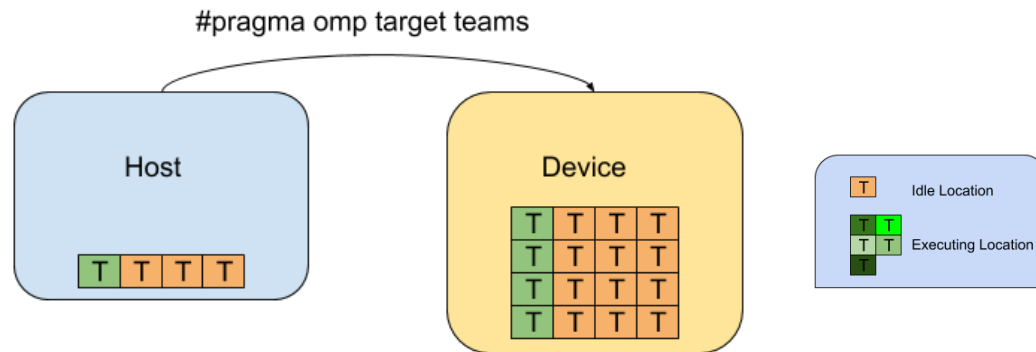 #pragma omp target teams
Host
Device
T T T T
T T T T
T T T T
T T T T
T T T T
T
Idle Location
T T
T T
T
Executing Location